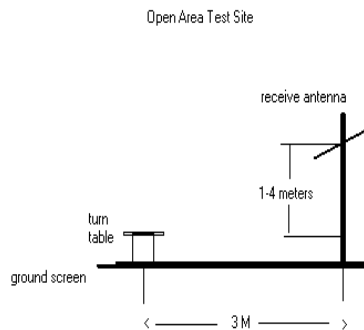 Open Area Test Site
receive antenna
1-4 meters
turn
table
ground screen
3 M